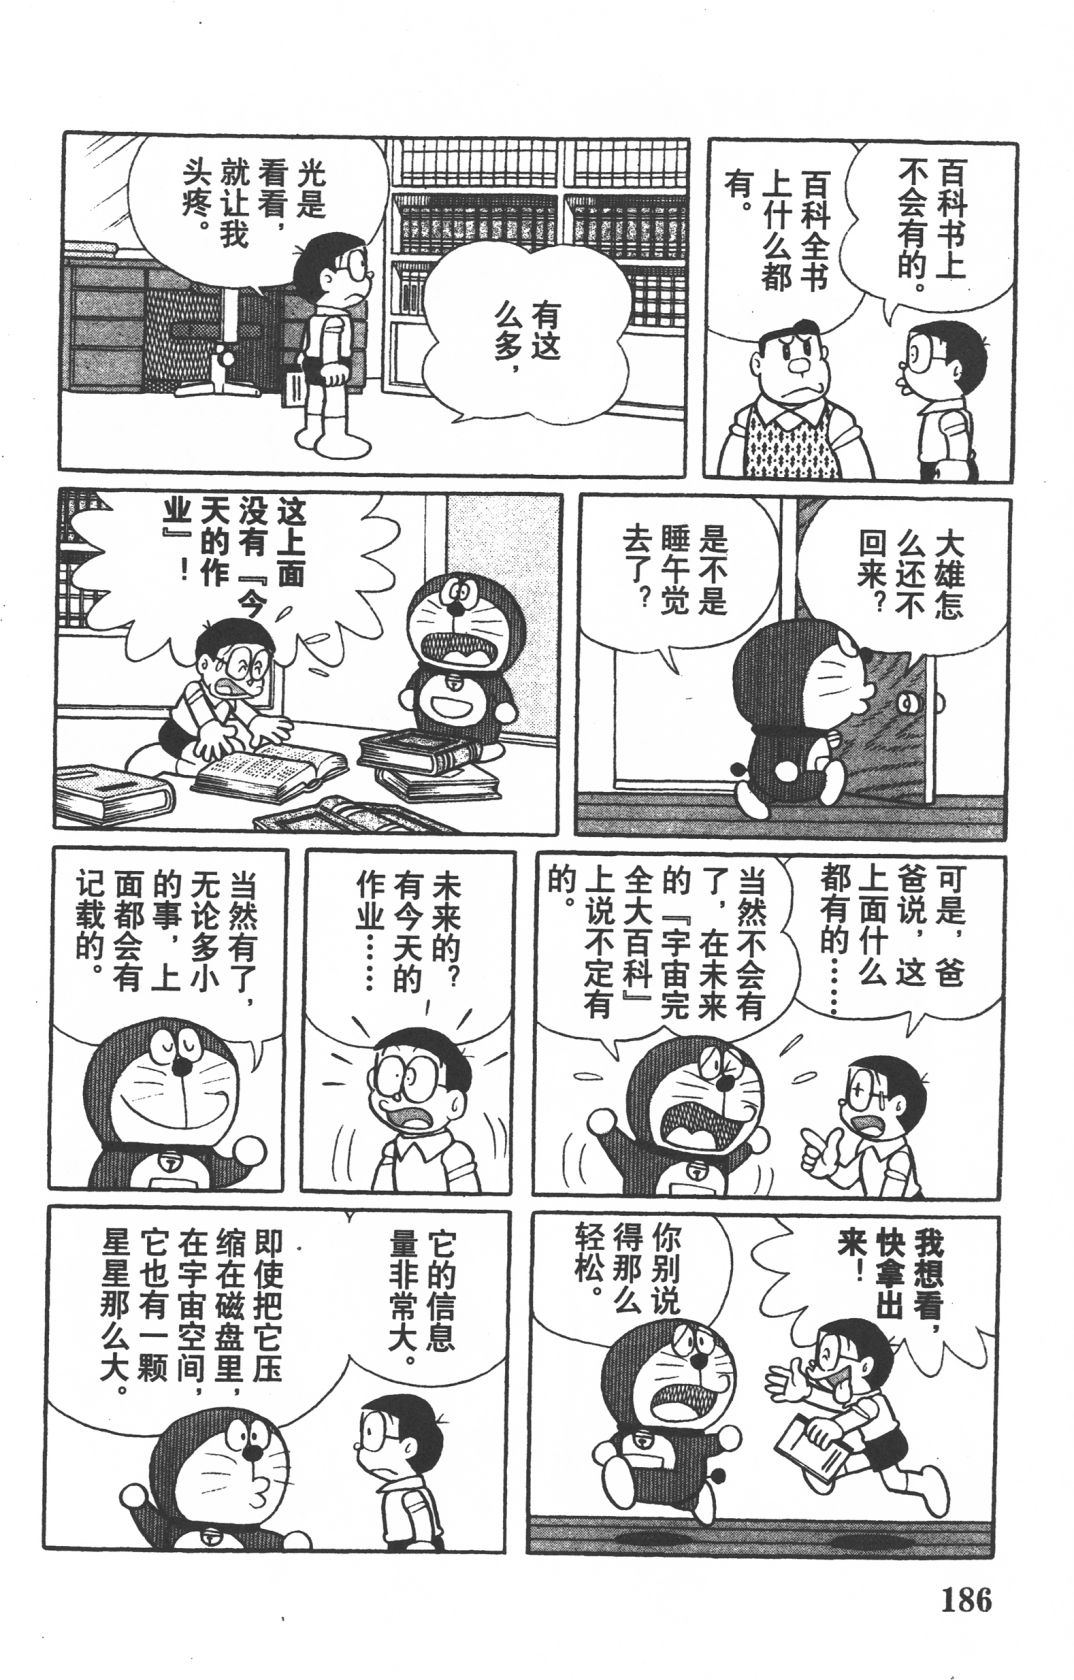 百科书上
不会有的。
百科全书
上什么都
有。
有这
么多，
光是
看看，
就让我
头疼。
大雄怎
么还不
回来？
是不是
睡午觉
去了？
这上面
没有『今
天的作
业』！
可是，爸
爸说，这
上面什么
都有的……
当然不会有
了，在未来
的『宇宙完
全大百科』
上说不定有
的。
未来的？
有今天的
作业……
当然有了，
无论多小
的事，上
面都会有
记载的。
我想看，
快拿出
来！
你别说
得那么
轻松。
它的信息
量非常大。
即使把它压
缩在磁盘里，
在宇宙空间，
它也有一颗
星星那么大。
186